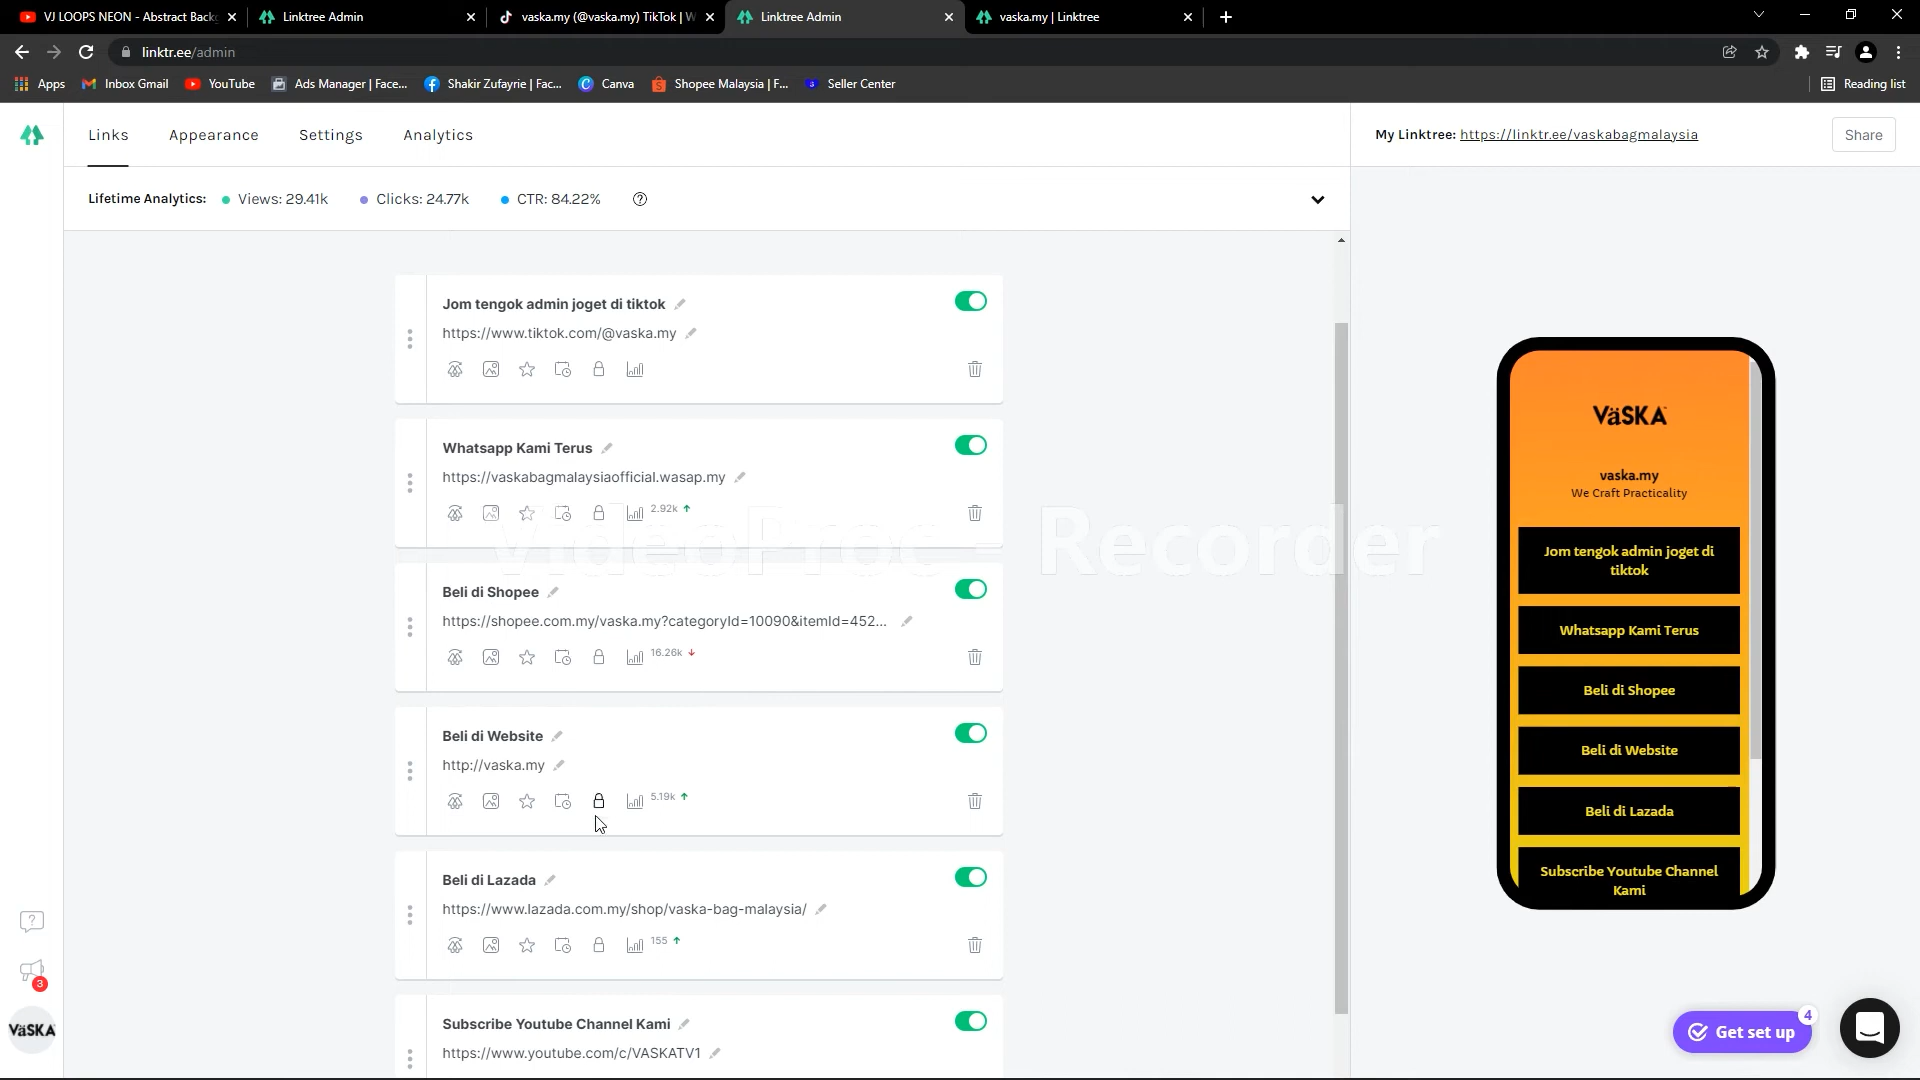 VJ LOOPS NEON - Abstract Back
Linktree Admin
vaska.my (@vaska.my) TikTok | W
Linktree Admin
vaska.my | Linktree
linktr.ee/admin
Apps
Inbox Gmail
YouTube
Ads Manager | Face...
Shakir Zufayrie | Fac...
Canva
Shopee Malaysia | F...
Seller Center
Reading list
Links
Appearance
Settings
Analytics
My Linktree: https://linktr.ee/vaskabagmalaysia
Share
Lifetime Analytics:
Views: 29.41k
Clicks: 24.77k
CTR: 84.22%
Jom tengok admin joget di tiktok
https://www.tiktok.com/@vaska.my
Whatsapp Kami Terus
https://vaskabagmalaysiaofficial.wasap.my
2.92k
VideoProc - Recorder
Beli di Shopee
https://shopee.com.my/vaska.my?categoryId=10090&itemId=452...
16.26k
Beli di Website
http://vaska.my
5.19k
Beli di Lazada
https://www.lazada.com.my/shop/vaska-bag-malaysia/
155
Subscribe Youtube Channel Kami
https://www.youtube.com/c/VASKATV1
3
VäSKA
VäSKA
vaska.my
We Craft Practicality
Jom tengok admin joget di
tiktok
Whatsapp Kami Terus
Beli di Shopee
Beli di Website
Beli di Lazada
Subscribe Youtube Channel
Kami
Get set up
4